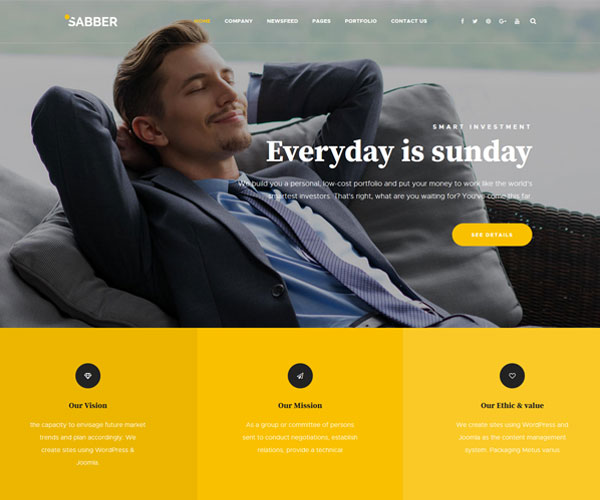 SABBER
HOME COMPANY NEWSFEED PAGES PORTFOLIO CONTACT US
SMART INVESTMENT
Everyday is sunday
We build you a personal, low-cost portfolio and put your money to work like the world's
smartest investors. That's right, what are you waiting for? You've come this far.
SEE DETAILS
Our Vision
the capacity to envisage future market
trends and plan accordingly. We
create sites using WordPress &
Joomla.
Our Mission
As a group or committee of persons
sent to conduct negotiations, establish
relations, provide a technical
Our Ethic & value
We create sites using WordPress and
Joomla as the content management
system. Packaging Metus varius